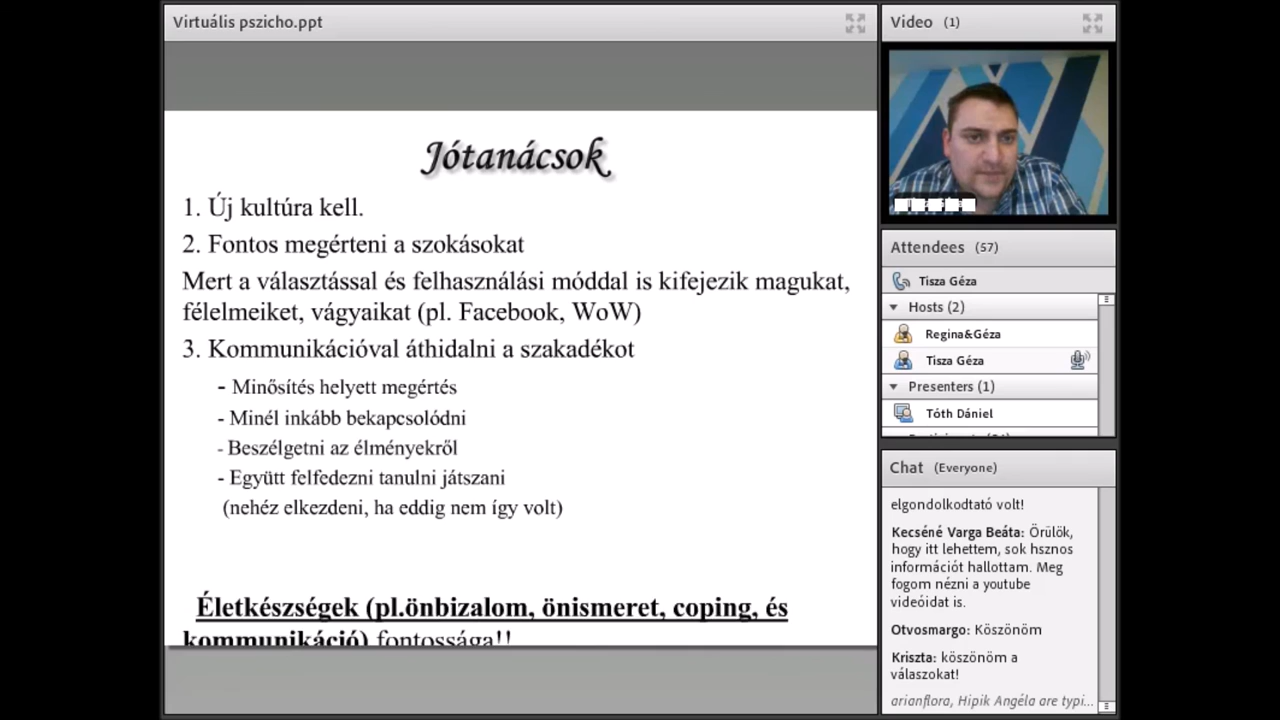 Virtuális pszicho.ppt
Jótanácsok
1. Új kultúra kell.
2. Fontos megérteni a szokásokat
Mert a választással és felhasználási móddal is kifejezik magukat,
félelmeiket, vágyaikat (pl. Facebook, WoW)
3. Kommunikációval áthidalni a szakadékot
- Minősítés helyett megértés
- Minél inkább bekapcsolódni
- Beszélgetni az élményekről
- Együtt felfedezni tanulni játszani
(nehéz elkezdeni, ha eddig nem így volt)
Életkészségek (pl.önbizalom, önismeret, coping, és
kommunikáció) fontossága!!
Video (1)
Attendees (57)
Tisza Géza
Hosts (2)
Regina&Géza
Tisza Géza
Presenters (1)
Tóth Dániel
Chat (Everyone)
elgondolkodtató volt!
Kecséné Varga Beáta: Örülök,
hogy itt lehettem, sok hsznos
információt hallottam. Meg
fogom nézni a youtube
videóidat is.
Otvosmargo: Köszönöm
Kriszta: köszönöm a
válaszokat!
arianflora, Hipik Angéla are typi...